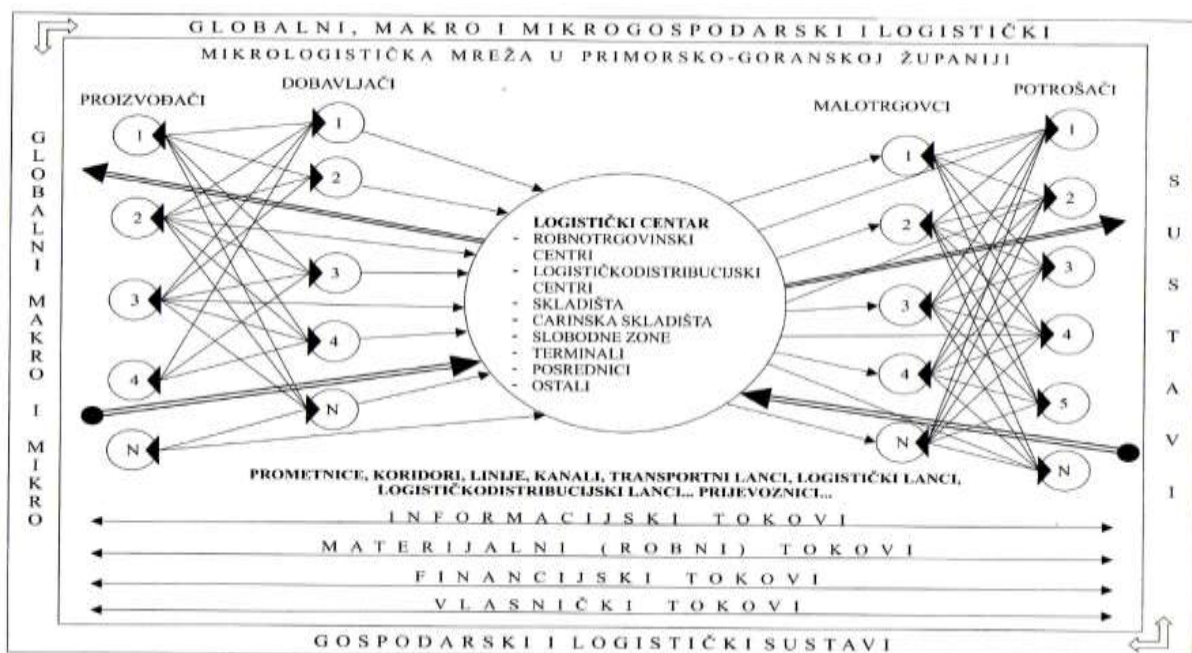 GLOBALNI, MAKRO I MIKROGOSPODARSKI I LOGISTIČKI
MIKROLOGISTIČKA MREŽA U PRIMORSKO-GORANSKOJ ŽUPANIJI
PROIZVOĐAČI
DOBAVLJAČI
MALOTRGOVCI
POTROŠAČI
GLOBALNI MAKRO I MIKRO
1
2
3
4
N
1
2
3
4
N
LOGISTIČKI CENTAR
- ROBNOTRGOVINSKI
CENTRI
- LOGISTIČKODISTRIBUCIJSKI
CENTRI
- SKLADIŠTA
- CARINSKA SKLADIŠTA
- SLOBODNE ZONE
- TERMINALI
- POSREDNICI
- OSTALI
1
2
3
4
N
1
2
3
4
5
N
SUSTAVI
PROMETNICE, KORIDORI, LINIJE, KANALI, TRANSPORTNI LANCI, LOGISTIČKI LANCI,
LOGISTIČKODISTRIBUCIJSKI LANCI... PRIJEVOZNICI...
INFORMACIJSKI TOKOVI
MATERIJALNI (ROBNI) TOKOVI
FINANCIJSKI TOKOVI
VLASNIČKI TOKOVI
GOSPODARSKI I LOGISTIČKI SUSTAVI